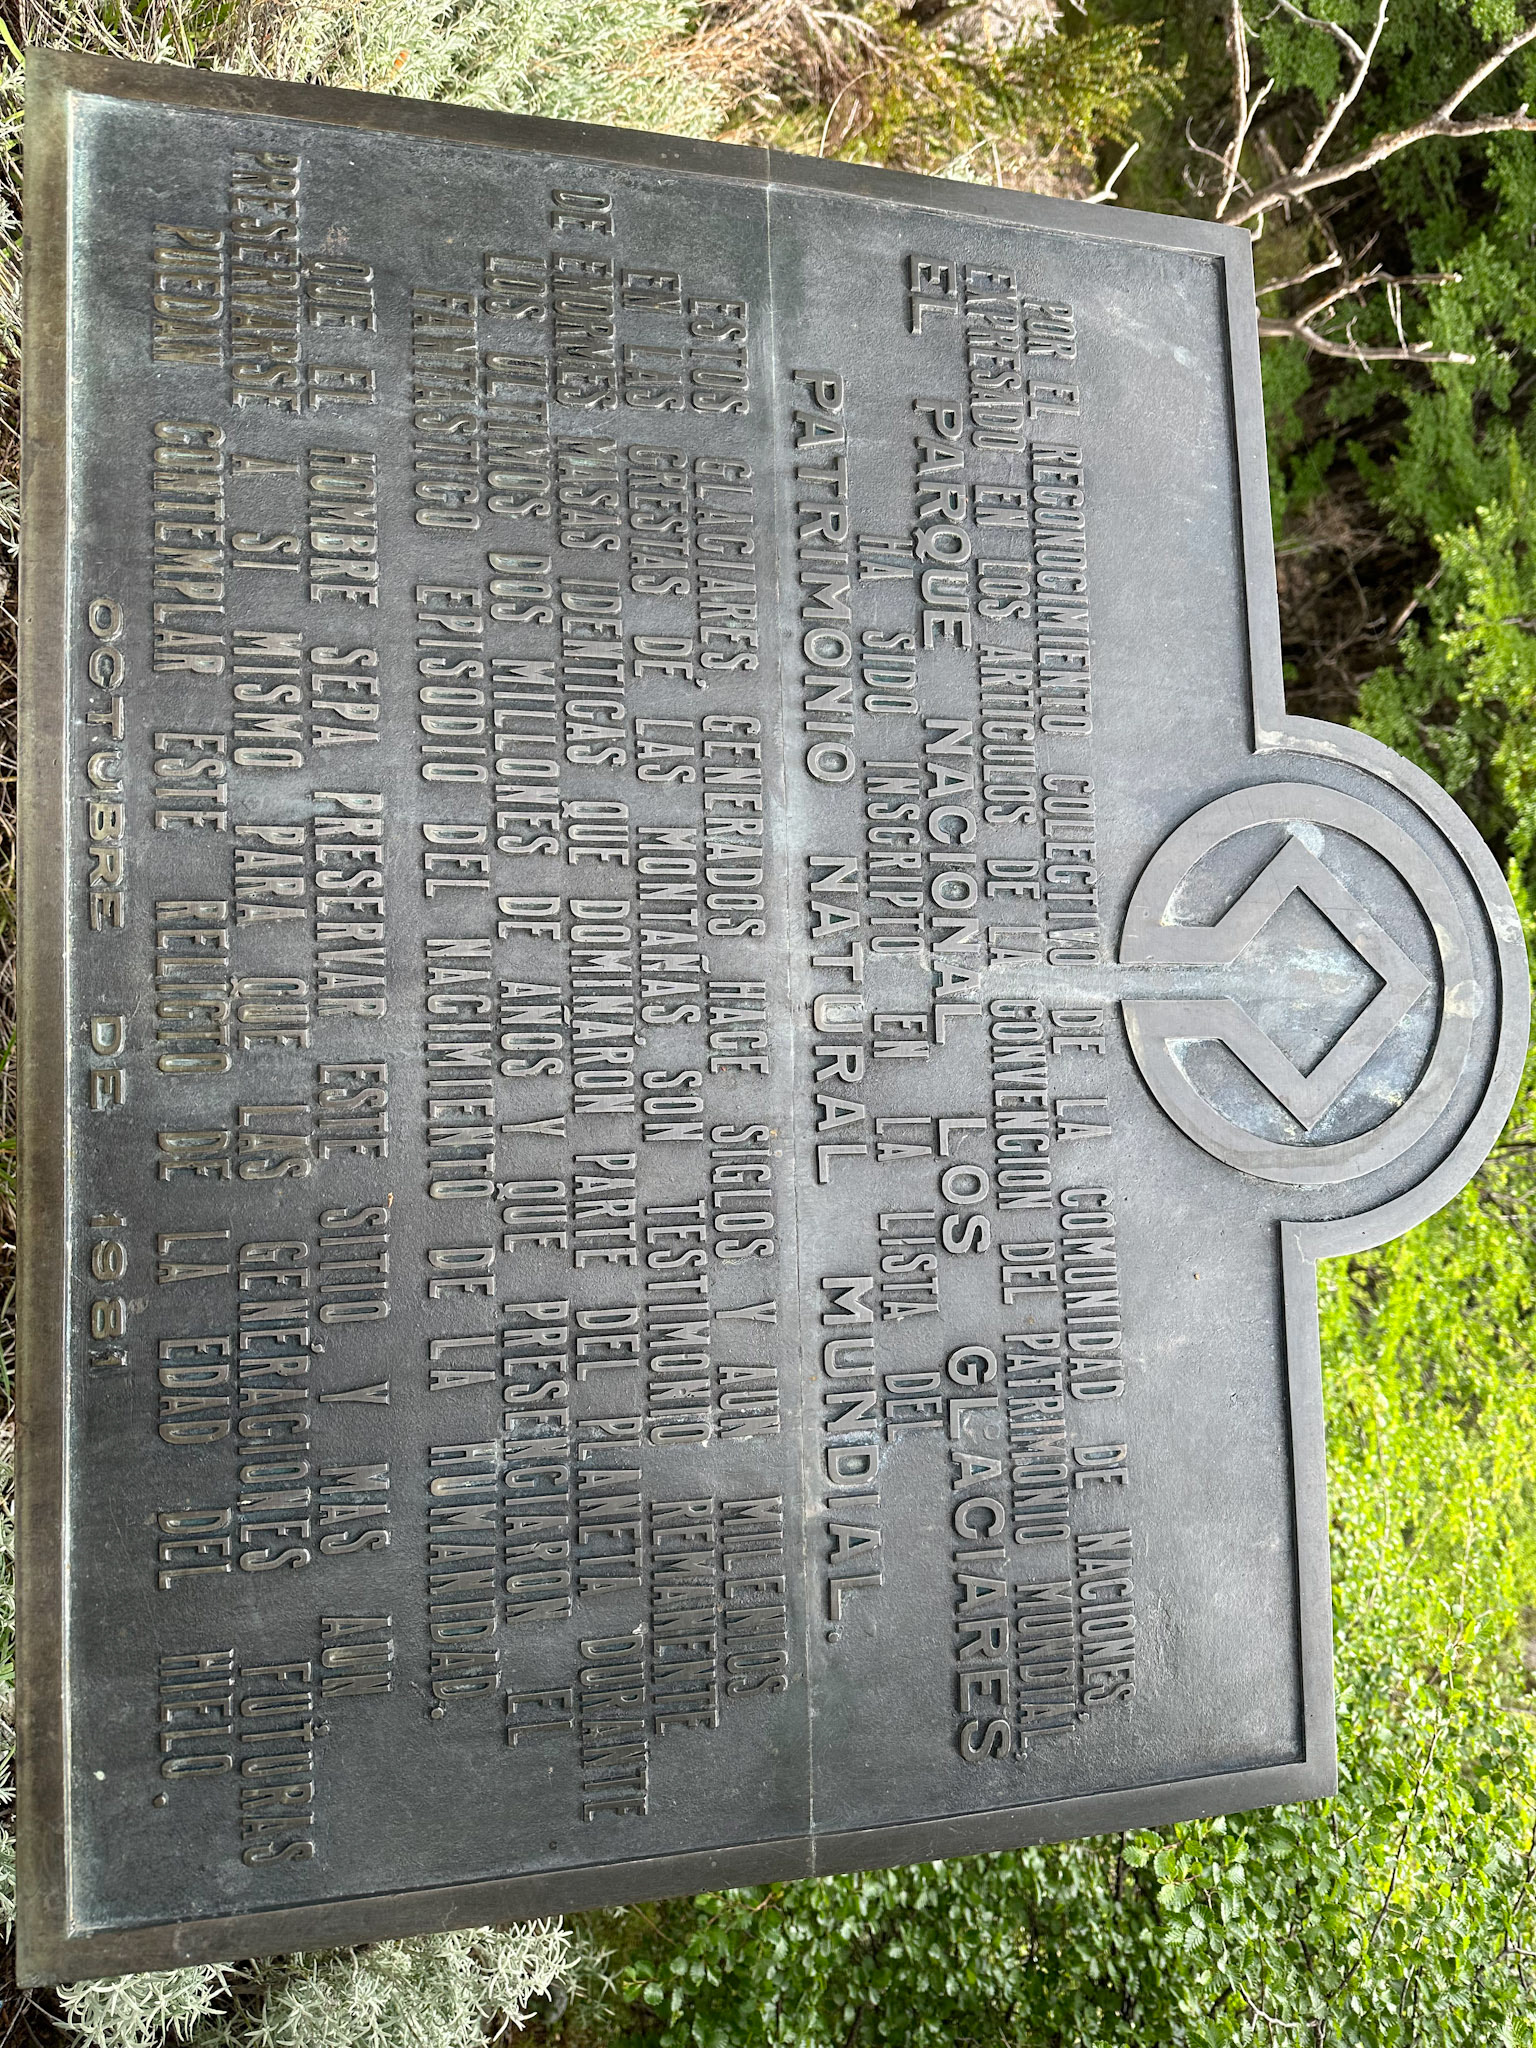 POR EL RECONOCIMIENTO COLECTIVO DE LA COMUNIDAD DE NACIONES,
EXPRESADO EN LOS ARTICULOS DE LA CONVENCION DEL PATRIMONIO MUNDIAL,
EL PARQUE NACIONAL LOS GLACIARES
HA SIDO INSCRIPTO EN LA LISTA DEL
PATRIMONIO NATURAL MUNDIAL.
ESTOS GLACIARES, GENERADOS HACE SIGLOS Y AUN MILENIOS
EN LAS CRESTAS DE LAS MONTAÑAS, SON TESTIMONIO REMANENTE
DE ENORMES MASAS IDENTICAS QUE DOMINARON PARTE DEL PLANETA DURANTE
LOS ULTIMOS DOS MILLONES DE AÑOS Y QUE PRESENCIARON EL
FANTASTICO EPISODIO DEL NACIMIENTO DE LA HUMANIDAD.
QUE EL HOMBRE SEPA PRESERVAR ESTE SITIO, Y MAS AUN
PRESERVARSE A SI MISMO PARA QUE LAS GENERACIONES FUTURAS
PUEDAN CONTEMPLAR ESTE RELICTO DE LA EDAD DEL HIELO.
OCTUBRE DE 1981